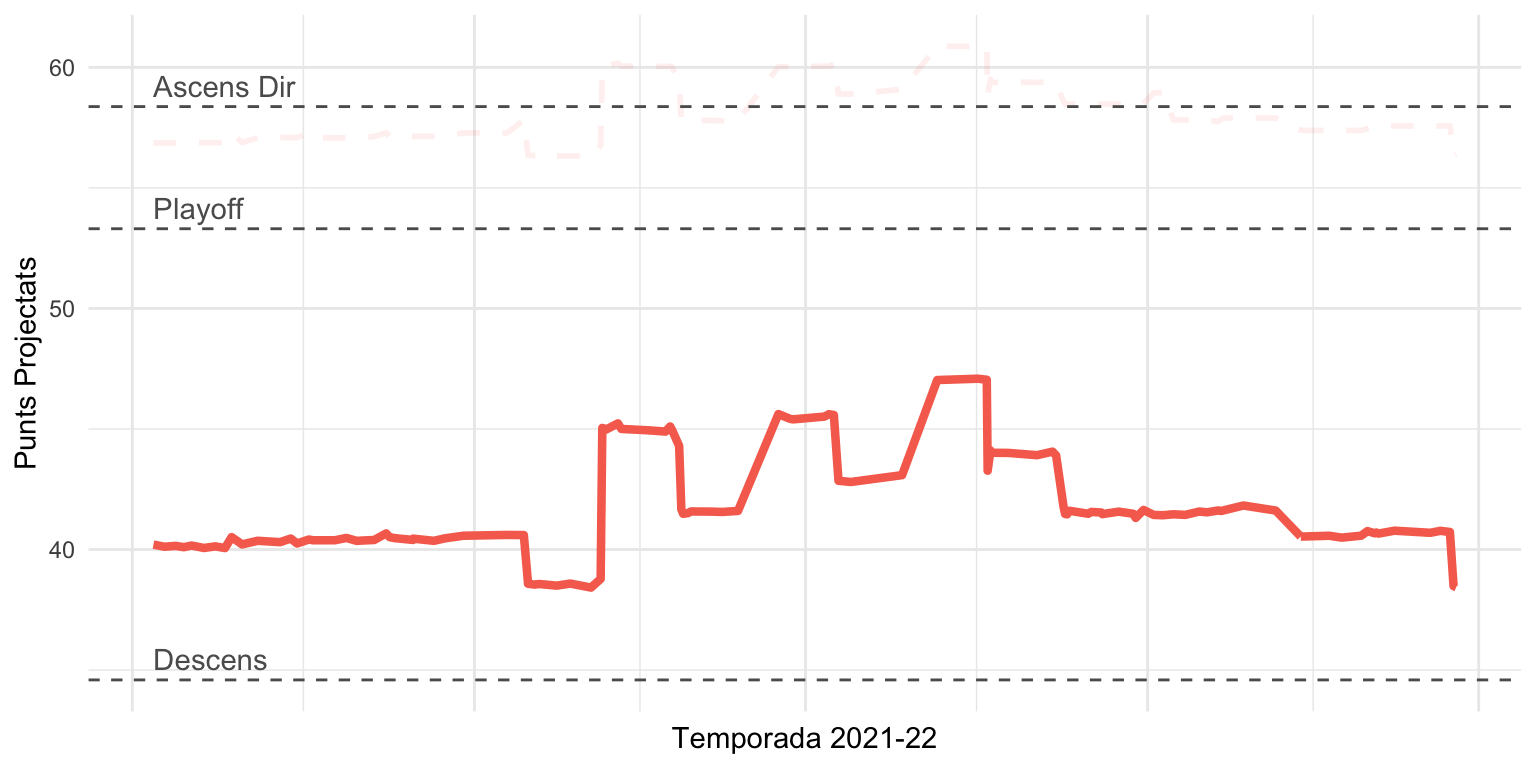 60
Ascens Dir
Playoff
50
Punts Projectats
40
Descens
Temporada 2021-22